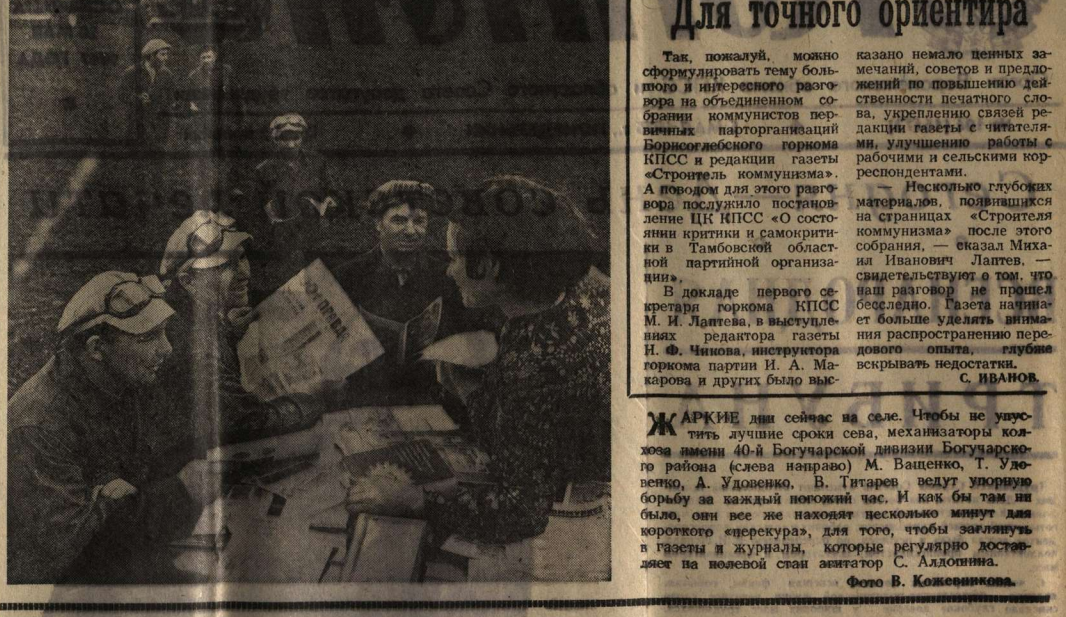 Для точного ориентира
Так, пожалуй, можно
сформулировать тему боль-
шого и интересного разго-
вора на объединенном со-
брании коммунистов пер-
вичных парторганизаций
Борисоглебского горкома
КПСС и редакции газеты
«Строитель коммунизма».
А поводом для этого разго-
вора послужило постанов-
ление ЦК КПСС «О состо-
янии критики и самокрити-
ки в Тамбовской област-
ной партийной организа-
ции».
В докладе первого се-
кретаря горкома КПСС
М. И. Лаптева, в выступле-
ниях редактора газеты
Н. Ф. Чикова, инструктора
горкома партии И. А. Ма-
карова и других было выс-
казано немало ценных за-
мечаний, советов и предло-
жений по повышению дей-
ственности печатного сло-
ва, укреплению связей ре-
дакции газеты с читателя-
ми, улучшению работы с
рабочими и сельскими кор-
респондентами.
Несколько глубоких
материалов, появившихся
на страницах «Строителя
коммунизма» после этого
собрания, — сказал Миха-
ил Иванович Лаптев, —
свидетельствуют о том, что
наш разговор не прошел
бесследно. Газета начина-
ет больше уделять внима-
ния распространению пере-
дового опыта, глубже
вскрывать недостатки.
С. ИВАНОВ.
ЖАРКИЕ дни сейчас на селе. Чтобы не упус-
тить лучшие сроки сева, механизаторы кол-
хоза имени 40-й Богучарской дивизии Богучарско-
го района (слева направо) М. Ващенко, Т. Удо-
венко, А. Удовенко, В. Титарев ведут упорную
борьбу за каждый погожий час. И как бы там ни
было, они все же находят несколько минут для
короткого «перекура», для того, чтобы заглянуть
в газеты и журналы, которые регулярно достав-
ляет на полевой стан агитатор С. Алдошина.
Фото В. Кожевникова.